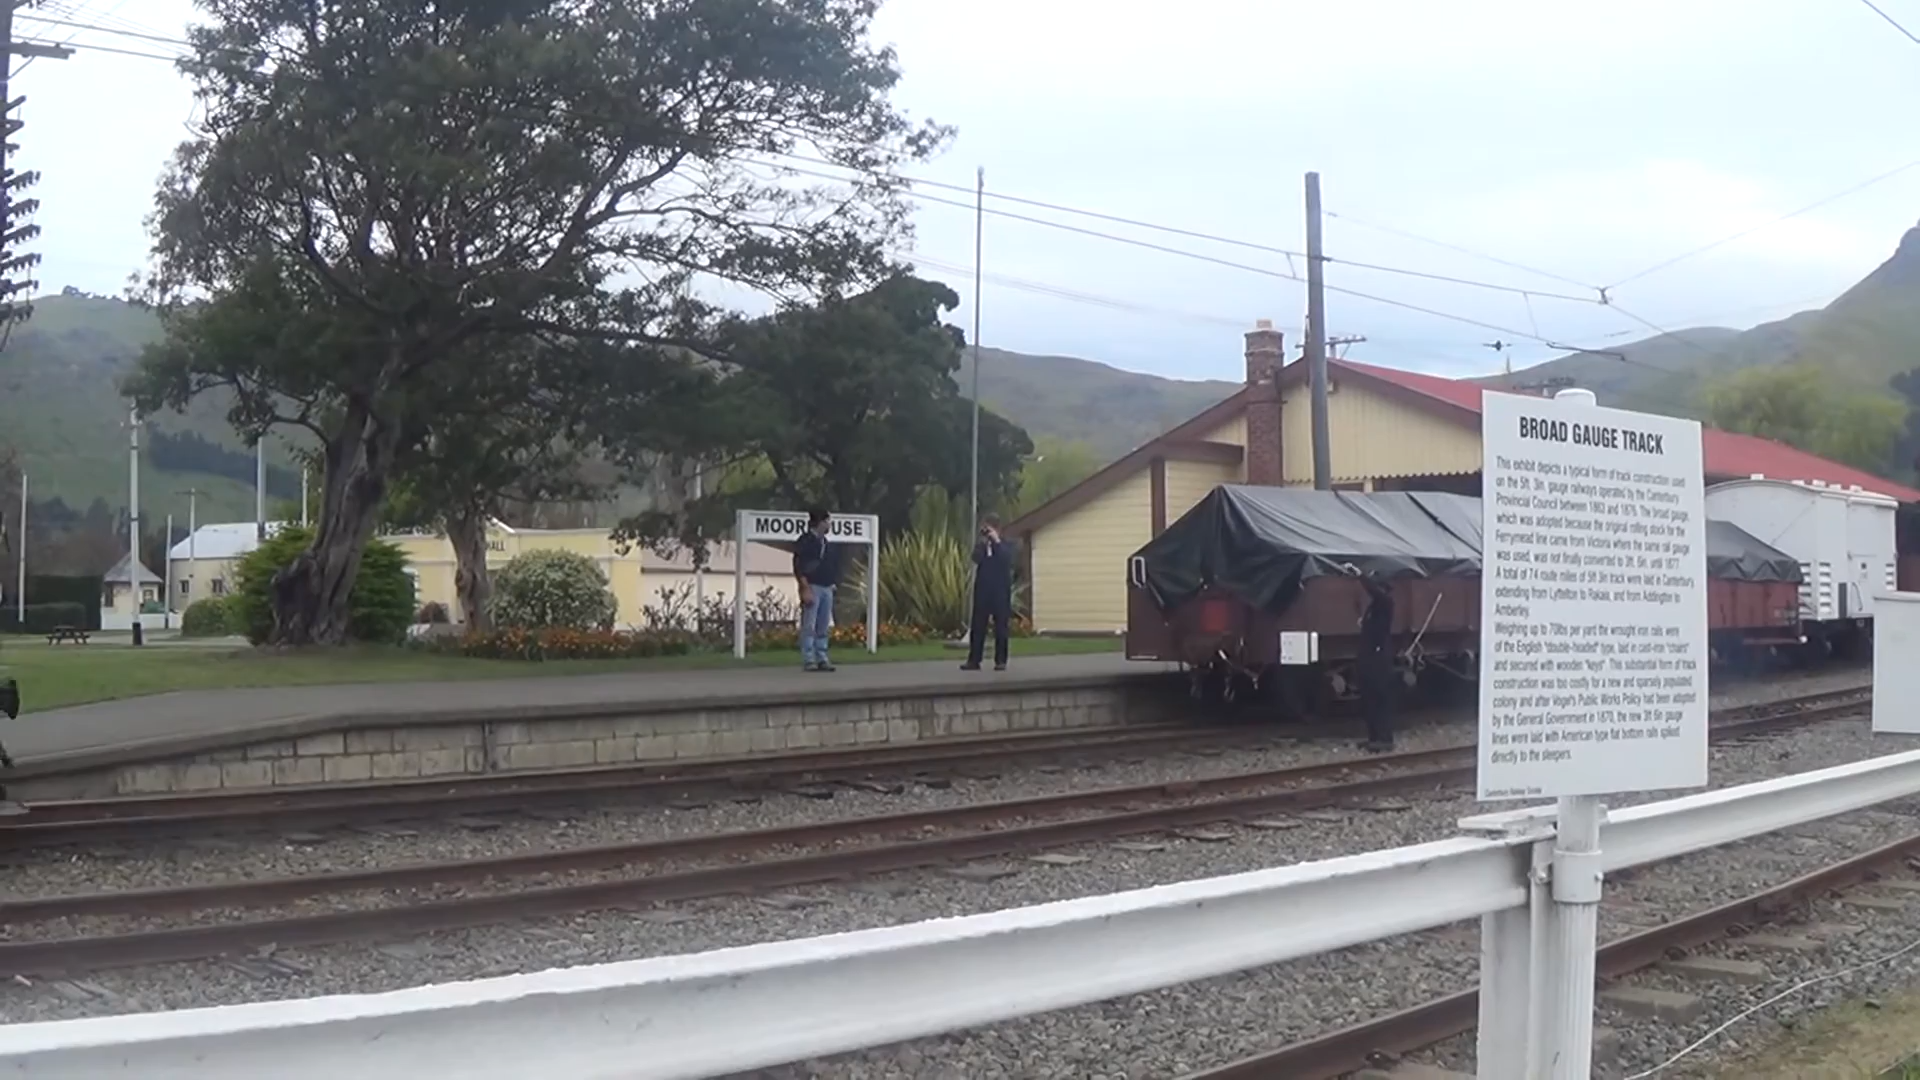 MOORHOUSE
HALL
BROAD GAUGE TRACK
This exhibit depicts a typical form of track construction used
on the 5ft. 3in. gauge railways operated by the Canterbury
Provincial Council between 1863 and 1876. The broad gauge,
which was adopted because the original rolling stock for the
Ferrymead line came from Victoria where the same rail gauge
was used, was not finally converted to 3ft. 6in. until 1877.
A total of 74 route miles of 5ft 3in track were laid in Canterbury
extending from Lyttelton to Rakaia, and from Addington to
Amberley.
Weighing up to 70lbs per yard the wrought iron rails were
of the English "double-headed" type, laid in cast-iron "chairs"
and secured with wooden "keys". This substantial form of track
construction was too costly for a new and sparsely populated
colony and after Vogel's Public Works Policy had been adopted
by the General Government in 1870, the new 3ft 6in gauge
lines were laid with American type flat bottom rails spiked
directly to the sleepers.
Canterbury Railway Society